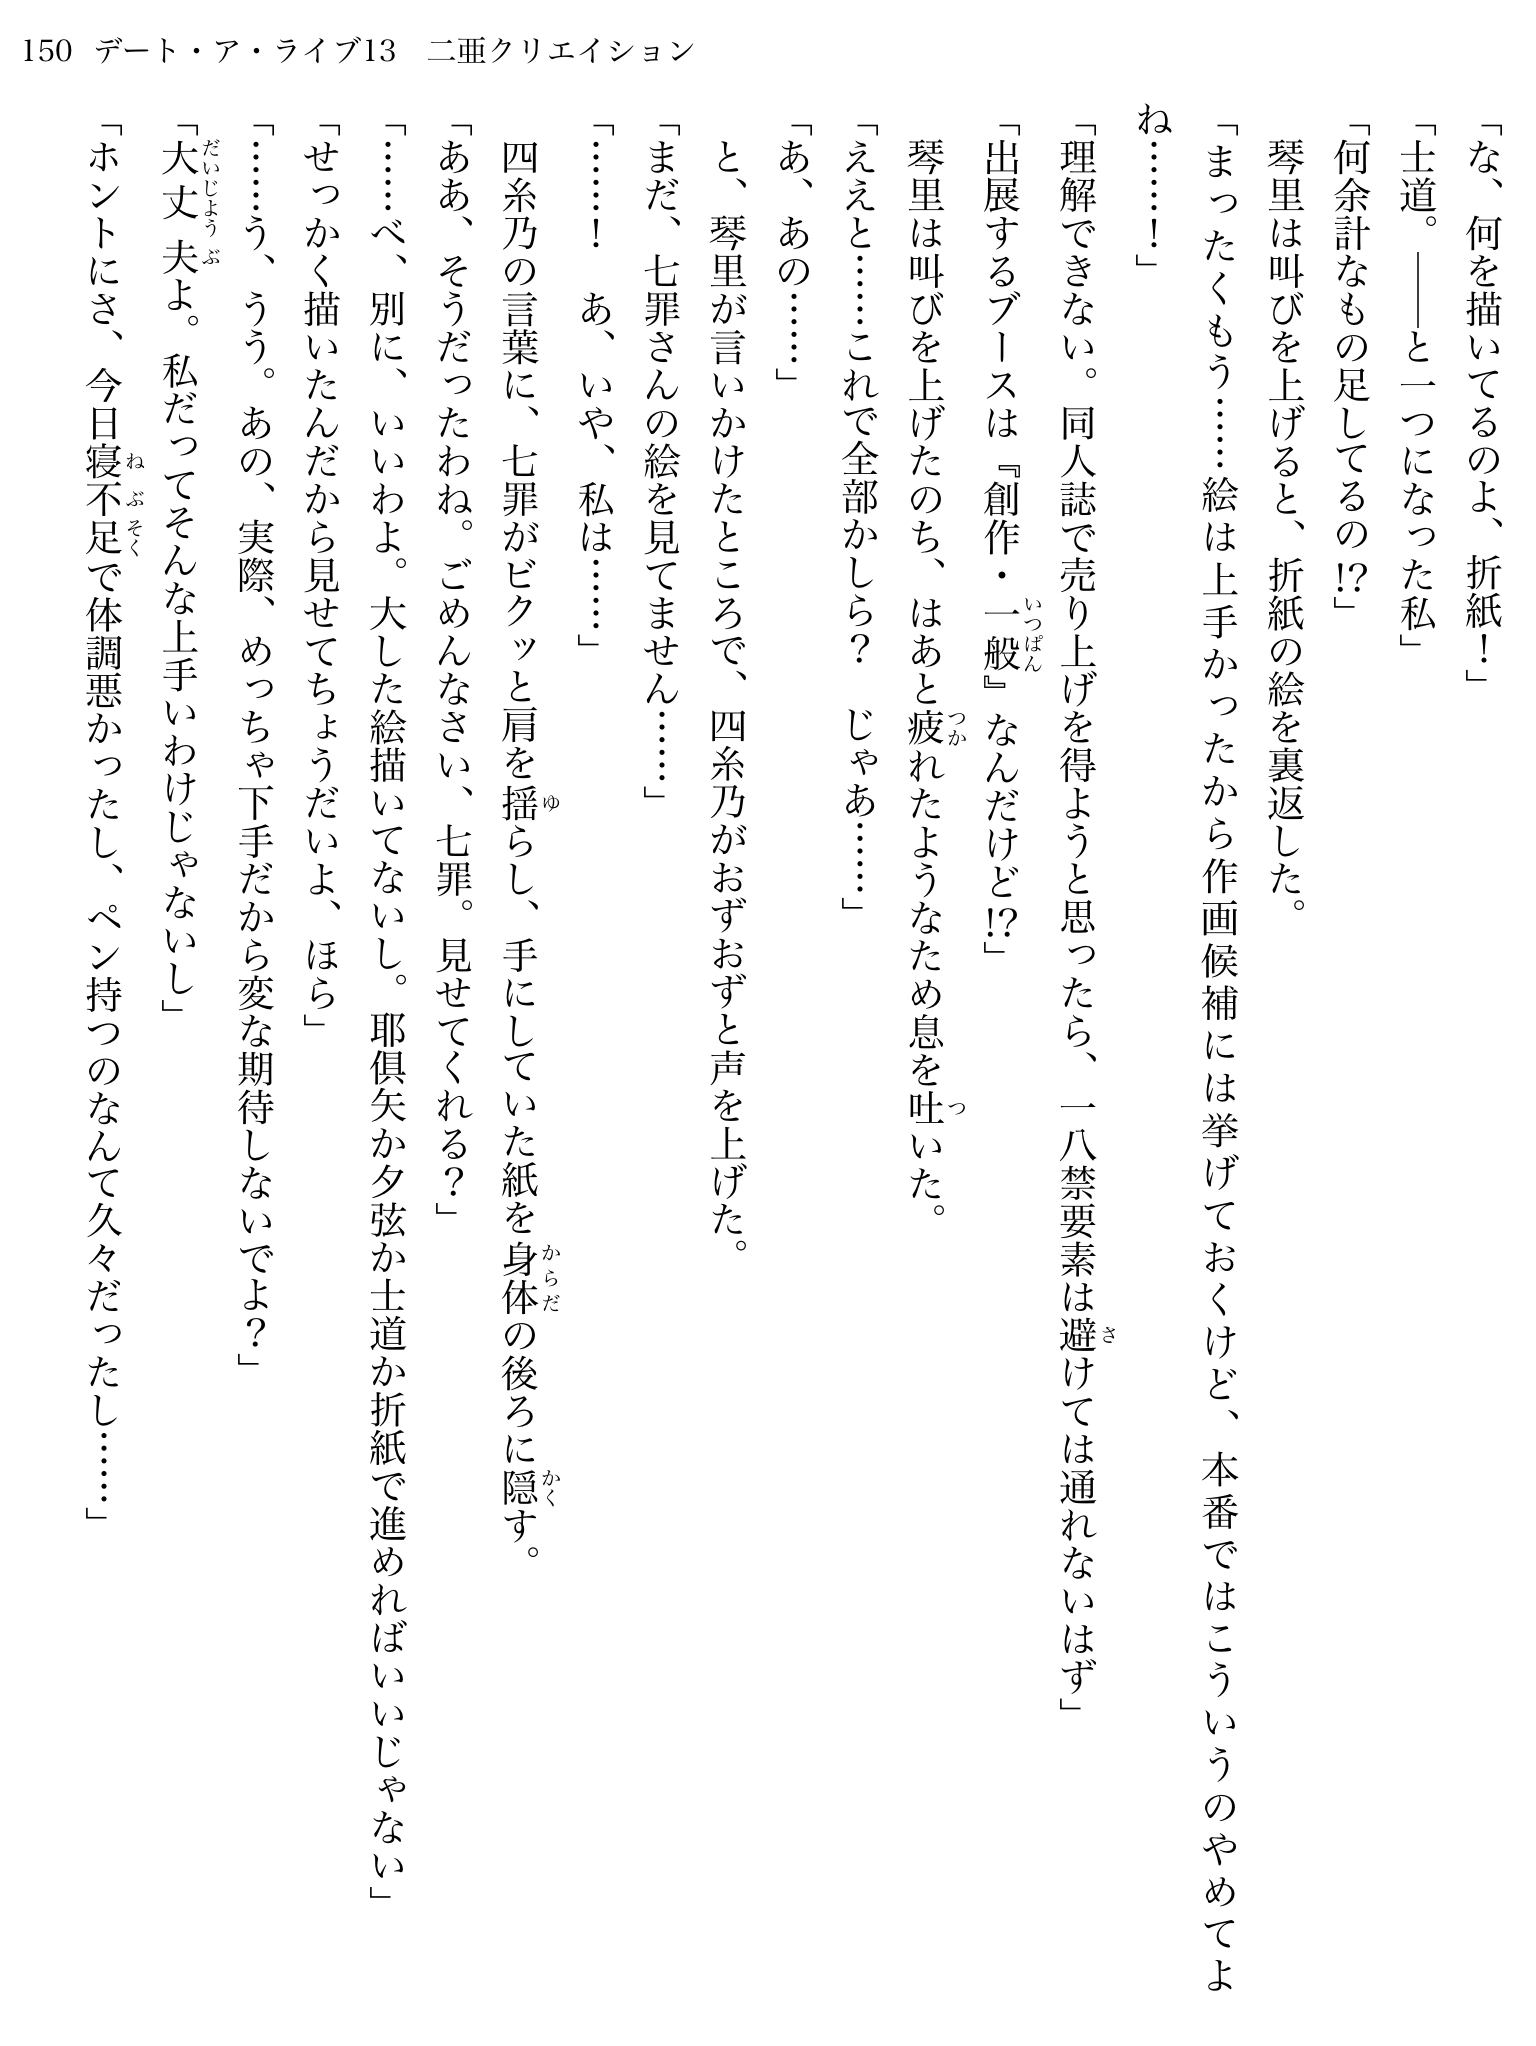 150 デート・ア・ライブ13　二亜クリエイション
「な、何を描いてるのよ、折紙！」
「士道。――と一つになった私」
「何余計なもの足してるの!?」
　琴里は叫びを上げると、折紙の絵を裏返した。
「まったくもう……絵は上手かったから作画候補には挙げておくけど、本番ではこういうのやめてよ
ね……！」
「理解できない。同人誌で売り上げを得ようと思ったら、一八禁要素は避けては通れないはず」
「出展するブースは『創作・一般』なんだけど!?」
　琴里は叫びを上げたのち、はあと疲れたようなため息を吐いた。
「ええと……これで全部かしら？　じゃあ……」
「あ、あの……」
　と、琴里が言いかけたところで、四糸乃がおずおずと声を上げた。
「まだ、七罪さんの絵を見てません……」
「……！　あ、いや、私は……」
　四糸乃の言葉に、七罪がビクッと肩を揺らし、手にしていた紙を身体の後ろに隠す。
「ああ、そうだったわね。ごめんなさい、七罪。見せてくれる？」
「……べ、別に、いいわよ。大した絵描いてないし。耶倶矢か夕弦か士道か折紙で進めればいいじゃない」
「せっかく描いたんだから見せてちょうだいよ、ほら」
「……う、うう。あの、実際、めっちゃ下手だから変な期待しないでよ？」
「大丈夫よ。私だってそんな上手いわけじゃないし」
「ホントにさ、今日寝不足で体調悪かったし、ペン持つのなんて久々だったし……」